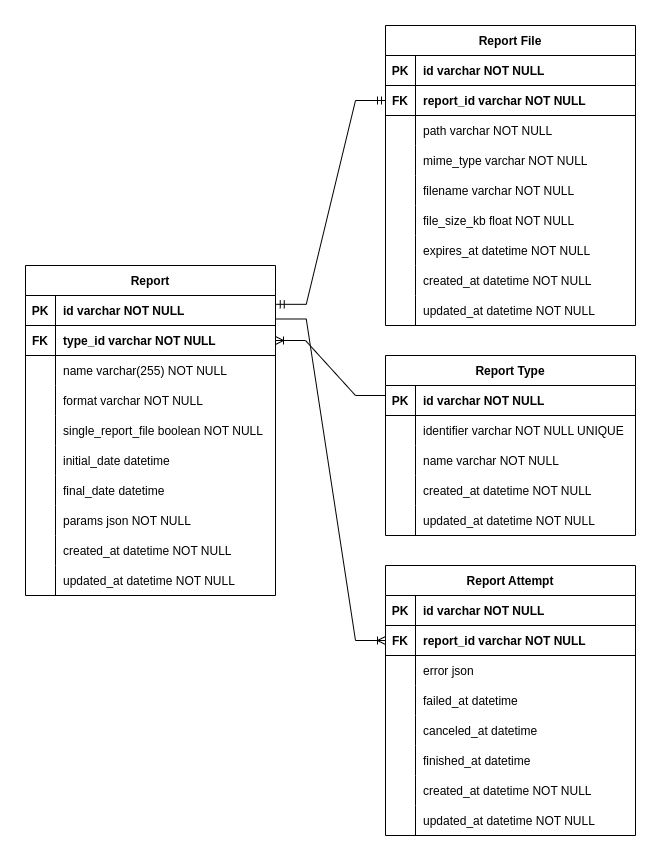 Report File
PK id varchar NOT NULL
FK report_id varchar NOT NULL
path varchar NOT NULL
mime_type varchar NOT NULL
filename varchar NOT NULL
file_size_kb float NOT NULL
expires_at datetime NOT NULL
created_at datetime NOT NULL
updated_at datetime NOT NULL
Report
PK id varchar NOT NULL
FK type_id varchar NOT NULL
name varchar(255) NOT NULL
format varchar NOT NULL
single_report_file boolean NOT NULL
initial_date datetime
final_date datetime
params json NOT NULL
created_at datetime NOT NULL
updated_at datetime NOT NULL
Report Type
PK id varchar NOT NULL
identifier varchar NOT NULL UNIQUE
name varchar NOT NULL
created_at datetime NOT NULL
updated_at datetime NOT NULL
Report Attempt
PK id varchar NOT NULL
FK report_id varchar NOT NULL
error json
failed_at datetime
canceled_at datetime
finished_at datetime
created_at datetime NOT NULL
updated_at datetime NOT NULL